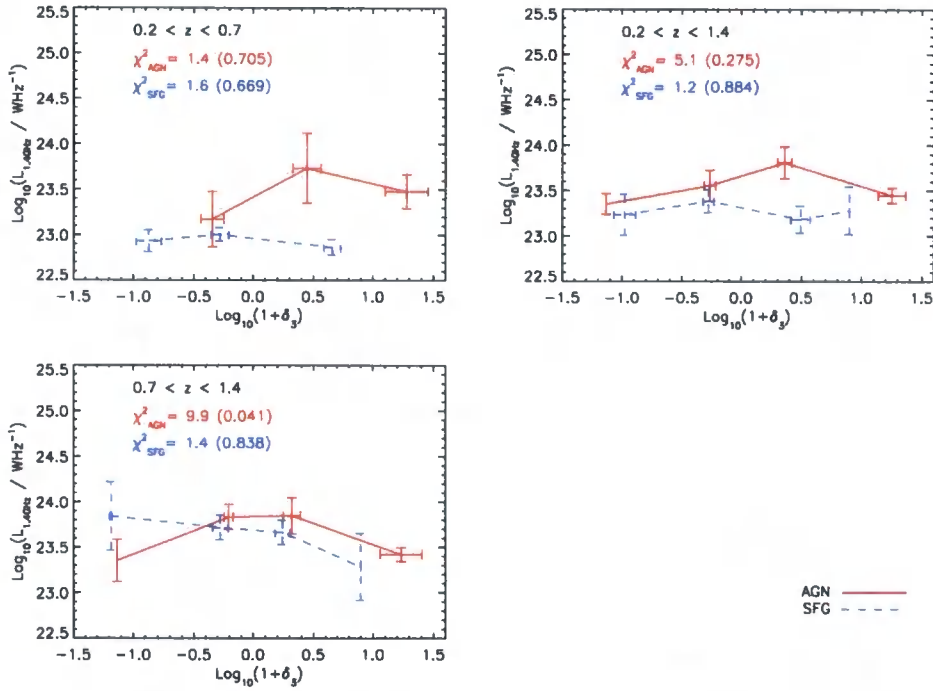 0.2 < z < 0.7
χ²AGN= 1.4 (0.705)
χ²SFG= 1.6 (0.669)
25.5
25.0
24.5
24.0
23.5
23.0
22.5
Log₁₀(L₁.₄GHz / WHz⁻¹)
−1.5 −1.0 −0.5 0.0 0.5 1.0 1.5
Log₁₀(1+δ₃)
0.2 < z < 1.4
χ²AGN= 5.1 (0.275)
χ²SFG= 1.2 (0.884)
25.5
25.0
24.5
24.0
23.5
23.0
22.5
Log₁₀(L₁.₄GHz / WHz⁻¹)
−1.5 −1.0 −0.5 0.0 0.5 1.0 1.5
Log₁₀(1+δ₃)
0.7 < z < 1.4
χ²AGN= 9.9 (0.041)
χ²SFG= 1.4 (0.838)
25.5
25.0
24.5
24.0
23.5
23.0
22.5
Log₁₀(L₁.₄GHz / WHz⁻¹)
−1.5 −1.0 −0.5 0.0 0.5 1.0 1.5
Log₁₀(1+δ₃)
AGN
SFG